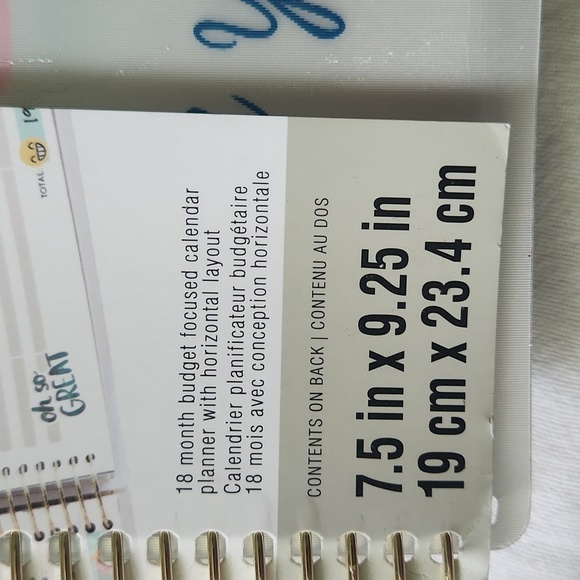 TOTAL
oh so
GREAT
18 month budget focused calendar
planner with horizontal layout
Calendrier planificateur budgétaire
18 mois avec conception horizontale
CONTENTS ON BACK | CONTENU AU DOS
7.5 in x 9.25 in
19 cm x 23.4 cm